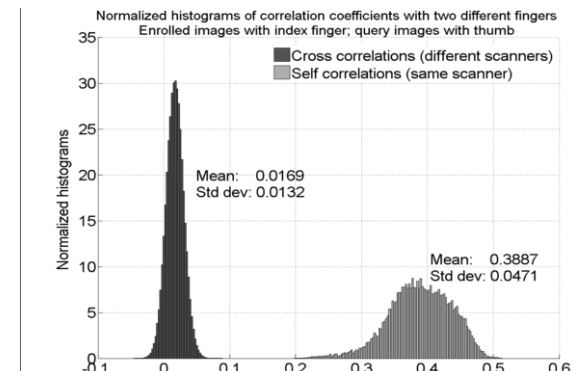 Normalized histograms of correlation coefficients with two different fingers
Enrolled images with index finger; query images with thumb
Cross correlations (different scanners)
Self correlations (same scanner)
Normalized histograms
35
30
25
20
15
10
5
0
Mean: 0.0169
Std dev: 0.0132
Mean: 0.3887
Std dev: 0.0471
-0.1 0 0.1 0.2 0.3 0.4 0.5 0.6